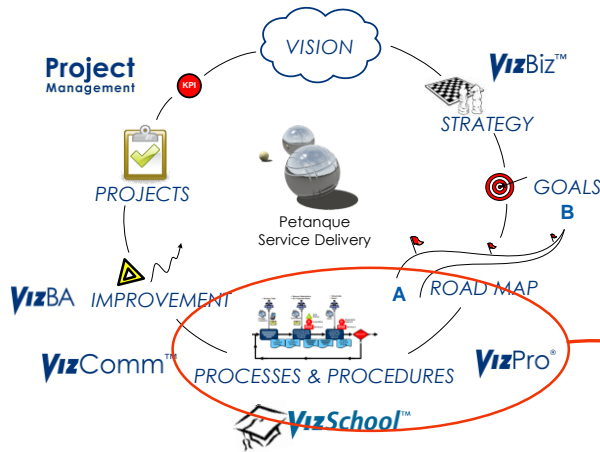 VISION
Project
Management
KPI
VIZBiz™
STRATEGY
PROJECTS
GOALS
Petanque
Service Delivery
B
A
ROAD MAP
VIZBA
IMPROVEMENT
VIZComm™
PROCESSES & PROCEDURES
VIZPro®
VIZSchool™